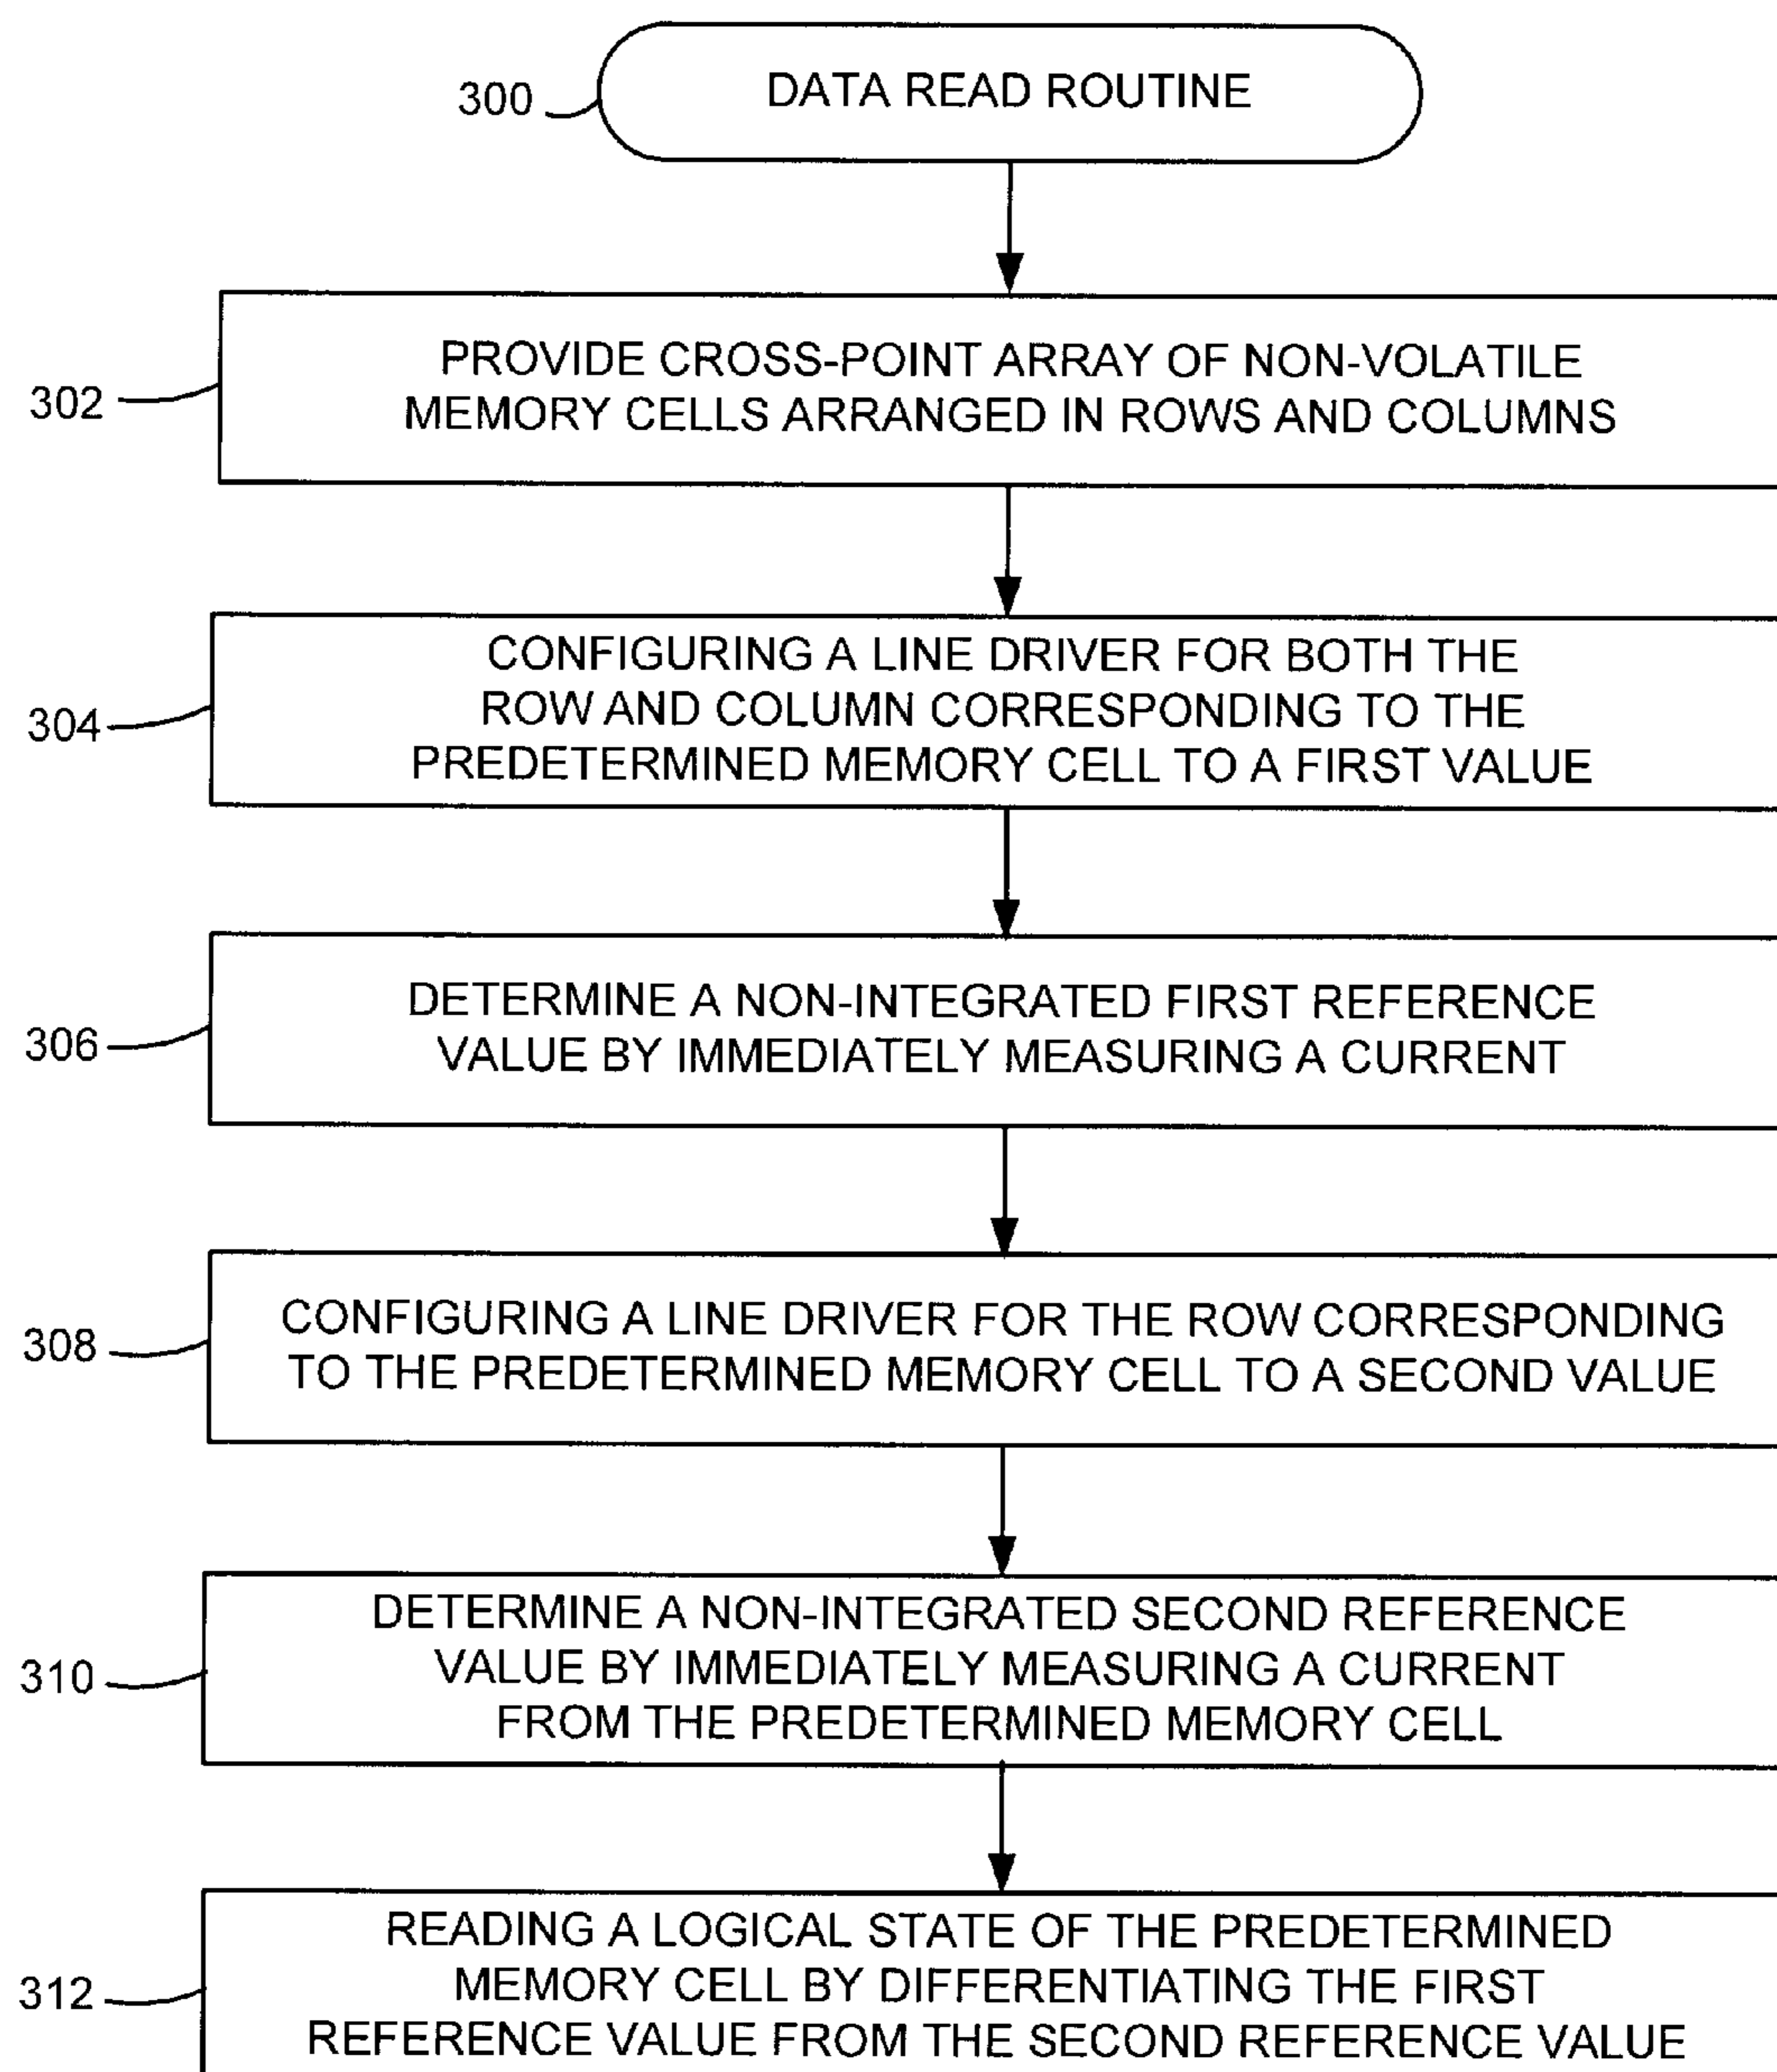 300
DATA READ ROUTINE
302
PROVIDE CROSS-POINT ARRAY OF NON-VOLATILE
MEMORY CELLS ARRANGED IN ROWS AND COLUMNS
304
CONFIGURING A LINE DRIVER FOR BOTH THE
ROW AND COLUMN CORRESPONDING TO THE
PREDETERMINED MEMORY CELL TO A FIRST VALUE
306
DETERMINE A NON-INTEGRATED FIRST REFERENCE
VALUE BY IMMEDIATELY MEASURING A CURRENT
308
CONFIGURING A LINE DRIVER FOR THE ROW CORRESPONDING
TO THE PREDETERMINED MEMORY CELL TO A SECOND VALUE
310
DETERMINE A NON-INTEGRATED SECOND REFERENCE
VALUE BY IMMEDIATELY MEASURING A CURRENT
FROM THE PREDETERMINED MEMORY CELL
312
READING A LOGICAL STATE OF THE PREDETERMINED
MEMORY CELL BY DIFFERENTIATING THE FIRST
REFERENCE VALUE FROM THE SECOND REFERENCE VALUE